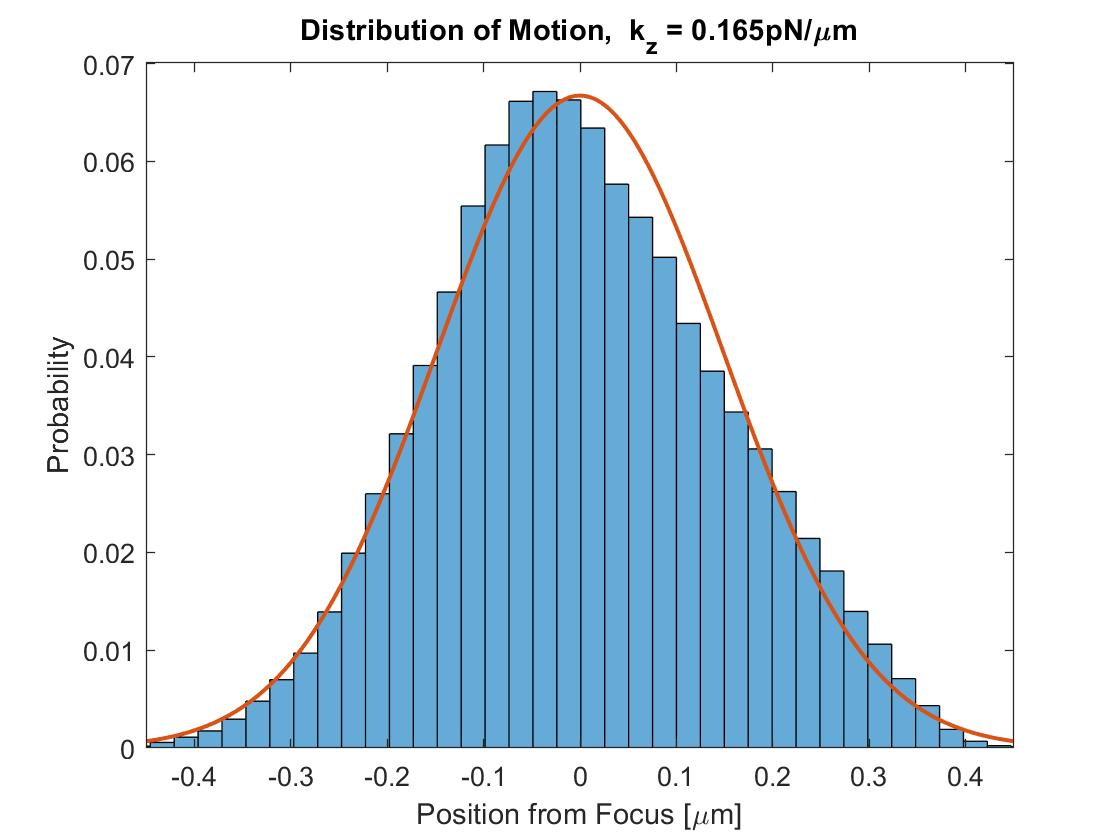 Distribution of Motion, k_z = 0.165pN/μm
0.07
0.06
0.05
0.04
0.03
0.02
0.01
0
Probability
-0.4 -0.3 -0.2 -0.1 0 0.1 0.2 0.3 0.4
Position from Focus [μm]